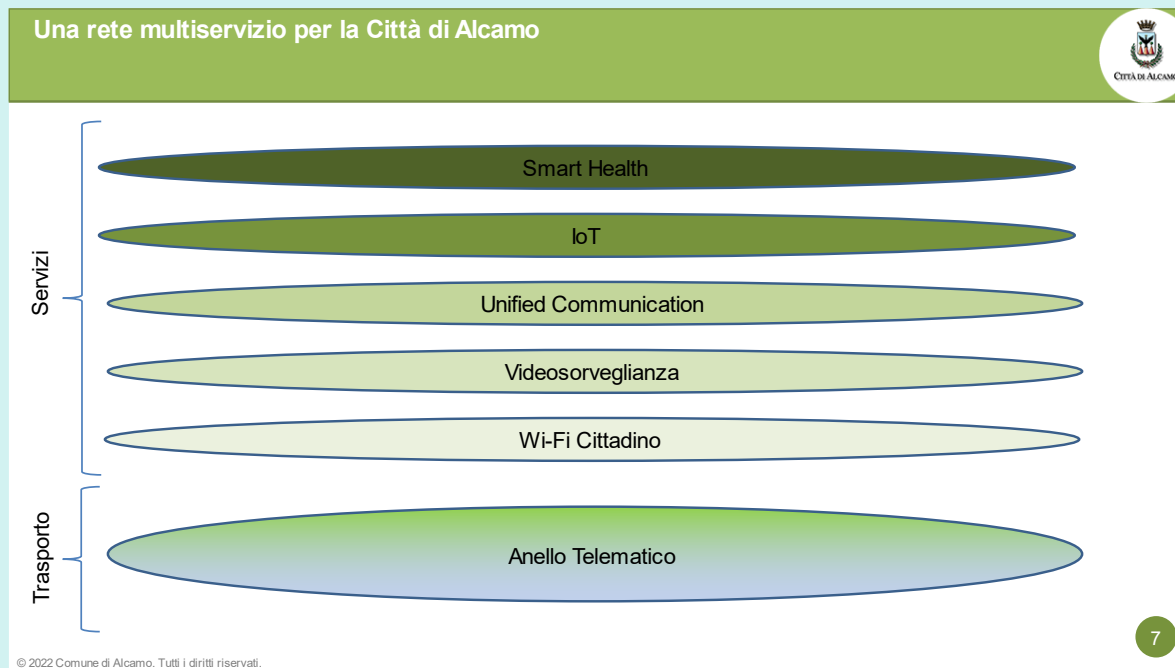 Una rete multiservizio per la Città di Alcamo
CITTÀ DI ALCAMO
Servizi
Smart Health
IoT
Unified Communication
Videosorveglianza
Wi-Fi Cittadino
Trasporto
Anello Telematico
7
© 2022 Comune di Alcamo. Tutti i diritti riservati.